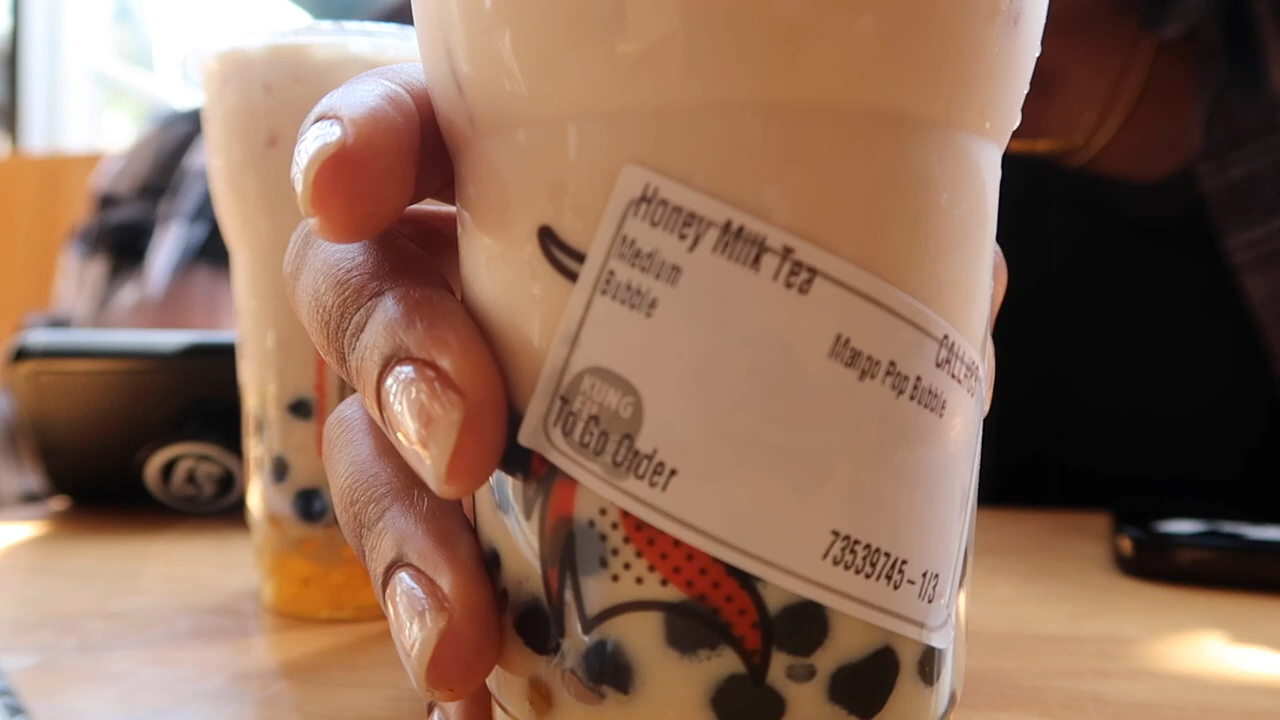 Honey Milk Tea
Medium
Bubble
Mango Pop Bubble
KUNG
To Go Order
73539745-1/3